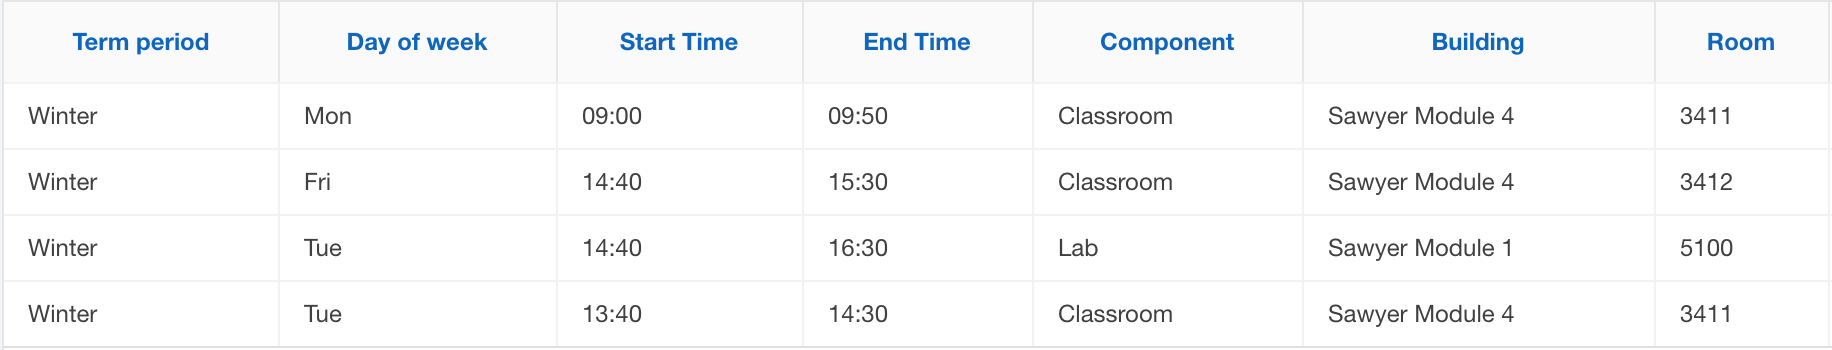 Term period Day of week Start Time End Time Component Building Room
Winter Mon 09:00 09:50 Classroom Sawyer Module 4 3411
Winter Fri 14:40 15:30 Classroom Sawyer Module 4 3412
Winter Tue 14:40 16:30 Lab Sawyer Module 1 5100
Winter Tue 13:40 14:30 Classroom Sawyer Module 4 3411